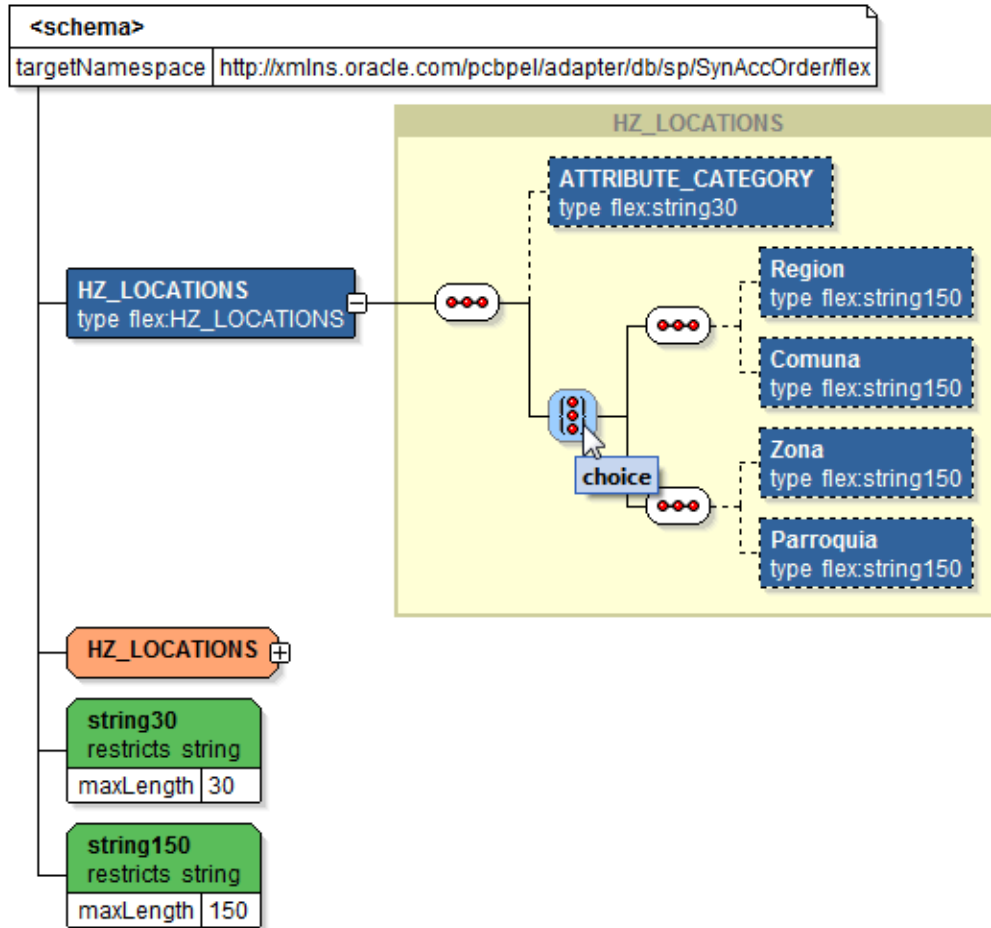 <schema>
targetNamespace http://xmlns.oracle.com/pcbpel/adapter/db/sp/SynAccOrder/flex
HZ_LOCATIONS
ATTRIBUTE_CATEGORY
type flex:string30
HZ_LOCATIONS
type flex:HZ_LOCATIONS
Region
type flex:string150
Comuna
type flex:string150
choice
Zona
type flex:string150
Parroquia
type flex:string150
HZ_LOCATIONS
string30
restricts string
maxLength 30
string150
restricts string
maxLength 150